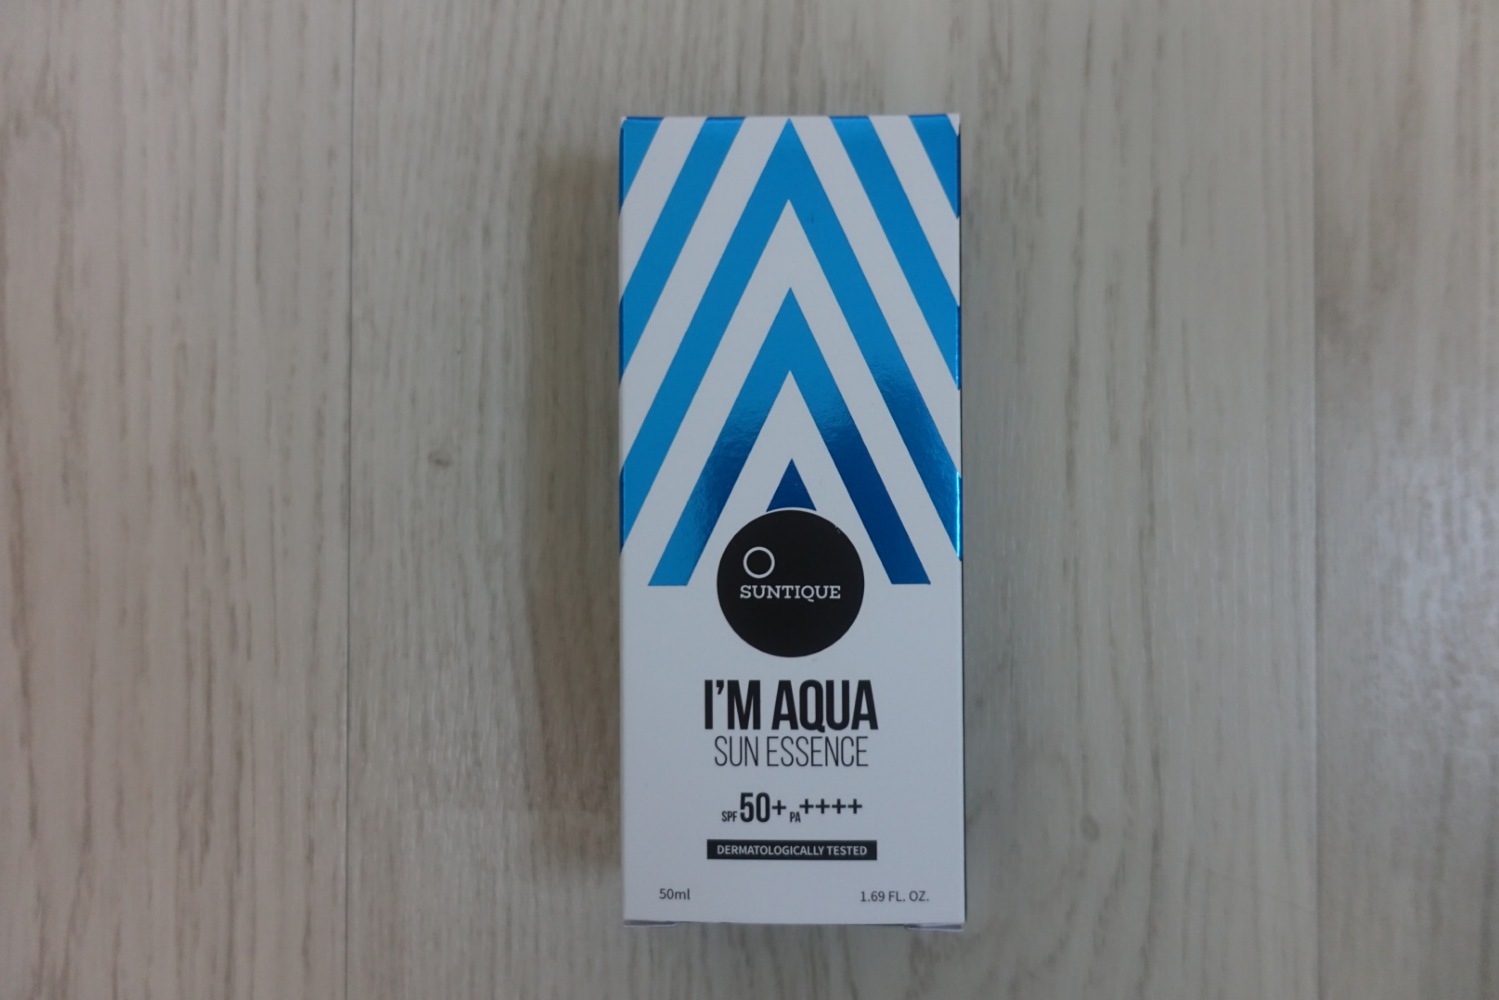 SUNTIQUE
I'M AQUA
SUN ESSENCE
SPF 50+ PA++++
DERMATOLOGICALLY TESTED
50ml 1.69 FL. OZ.